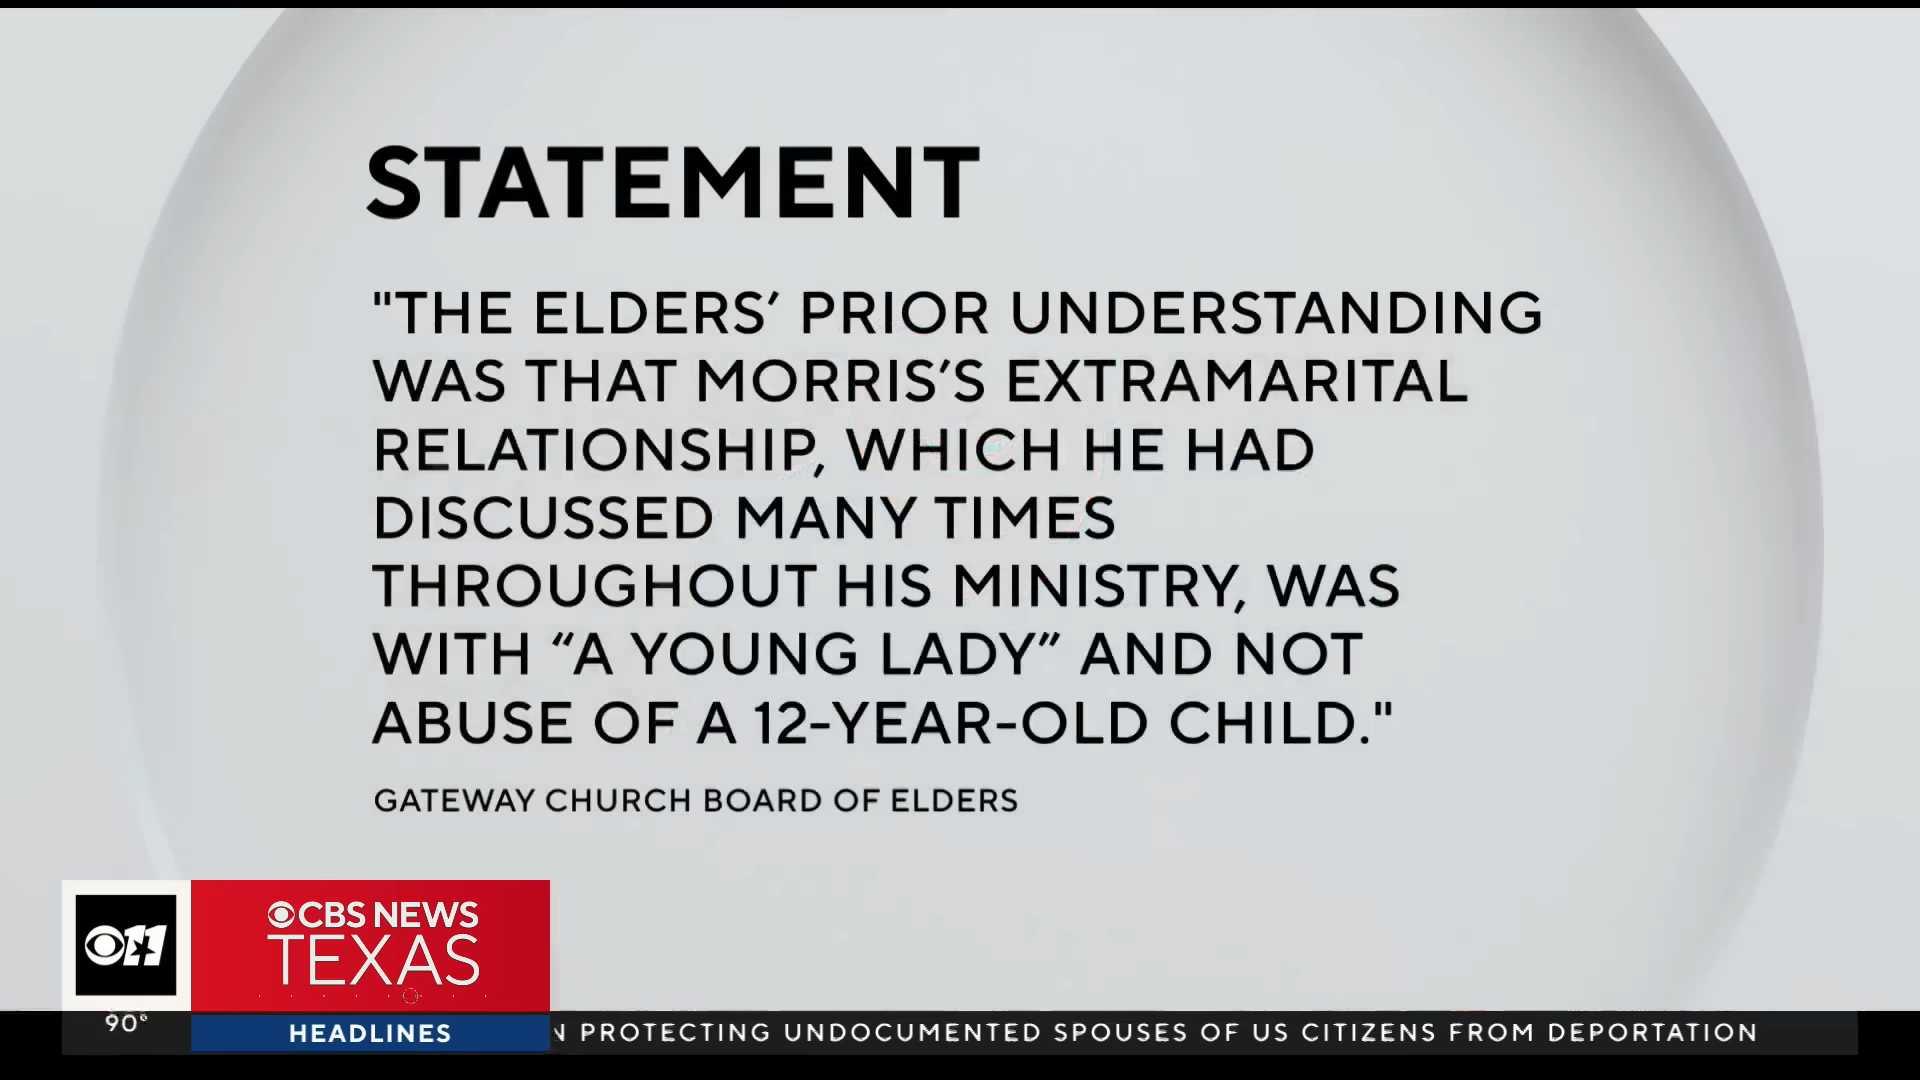 STATEMENT
"THE ELDERS’ PRIOR UNDERSTANDING
WAS THAT MORRIS’S EXTRAMARITAL
RELATIONSHIP, WHICH HE HAD
DISCUSSED MANY TIMES
THROUGHOUT HIS MINISTRY, WAS
WITH “A YOUNG LADY” AND NOT
ABUSE OF A 12-YEAR-OLD CHILD."
GATEWAY CHURCH BOARD OF ELDERS
11
CBS NEWS
TEXAS
90°
HEADLINES
N PROTECTING UNDOCUMENTED SPOUSES OF US CITIZENS FROM DEPORTATION